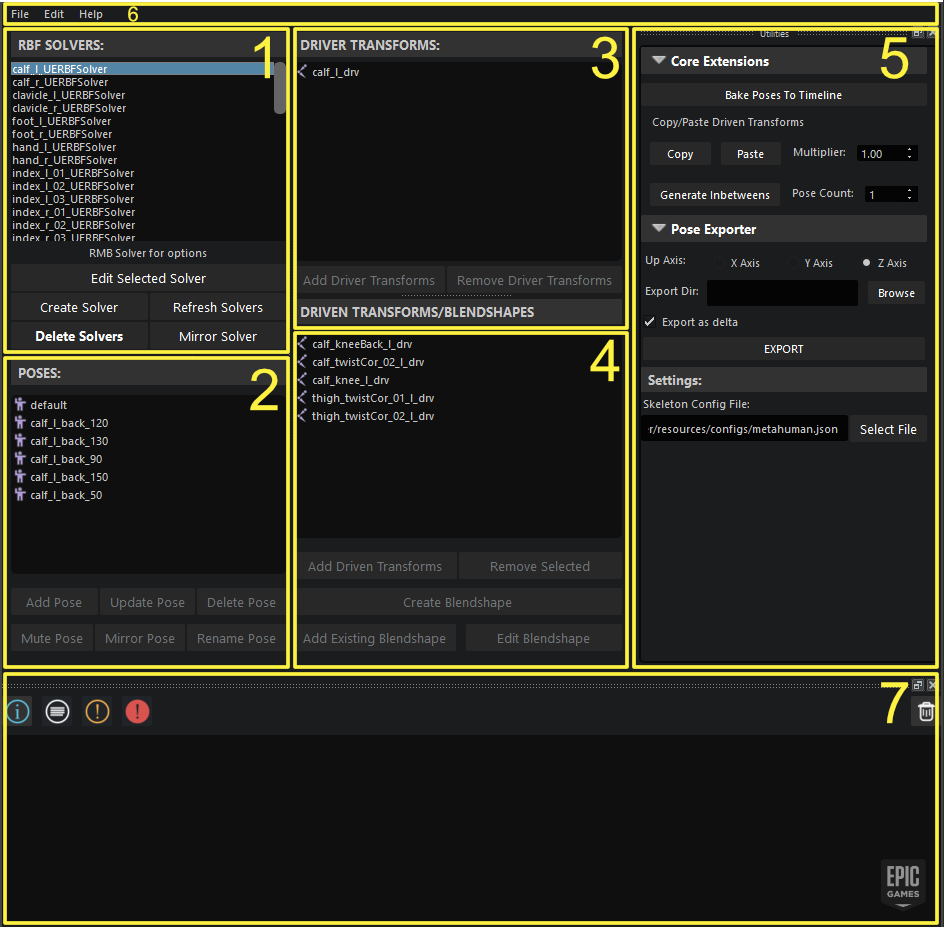 File Edit Help 6
RBF SOLVERS: 1
calf_l_UERBFSolver
calf_r_UERBFSolver
clavicle_l_UERBFSolver
clavicle_r_UERBFSolver
foot_l_UERBFSolver
foot_r_UERBFSolver
hand_l_UERBFSolver
hand_r_UERBFSolver
index_l_01_UERBFSolver
index_l_02_UERBFSolver
index_l_03_UERBFSolver
index_r_01_UERBFSolver
index_r_02_UERBFSolver
index_r_03_UERBFSolver
RMB Solver for options
Edit Selected Solver
Create Solver Refresh Solvers
Delete Solvers Mirror Solver
POSES: 2
default
calf_l_back_120
calf_l_back_130
calf_l_back_90
calf_l_back_150
calf_l_back_50
Add Pose Update Pose Delete Pose
Mute Pose Mirror Pose Rename Pose
DRIVER TRANSFORMS: 3
calf_l_drv
Add Driver Transforms Remove Driver Transforms
DRIVEN TRANSFORMS/BLENDSHAPES
4
calf_kneeBack_l_drv
calf_twistCor_02_l_drv
calf_knee_l_drv
thigh_twistCor_01_l_drv
thigh_twistCor_02_l_drv
Add Driven Transforms Remove Selected
Create Blendshape
Add Existing Blendshape Edit Blendshape
Utilities
5
Core Extensions
Bake Poses To Timeline
Copy/Paste Driven Transforms
Copy Paste Multiplier: 1.00
Generate Inbetweens Pose Count: 1
Pose Exporter
Up Axis: X Axis Y Axis Z Axis
Export Dir: Browse
Export as delta
EXPORT
Settings:
Skeleton Config File:
r/resources/configs/metahuman.json Select File
7
EPIC
GAMES